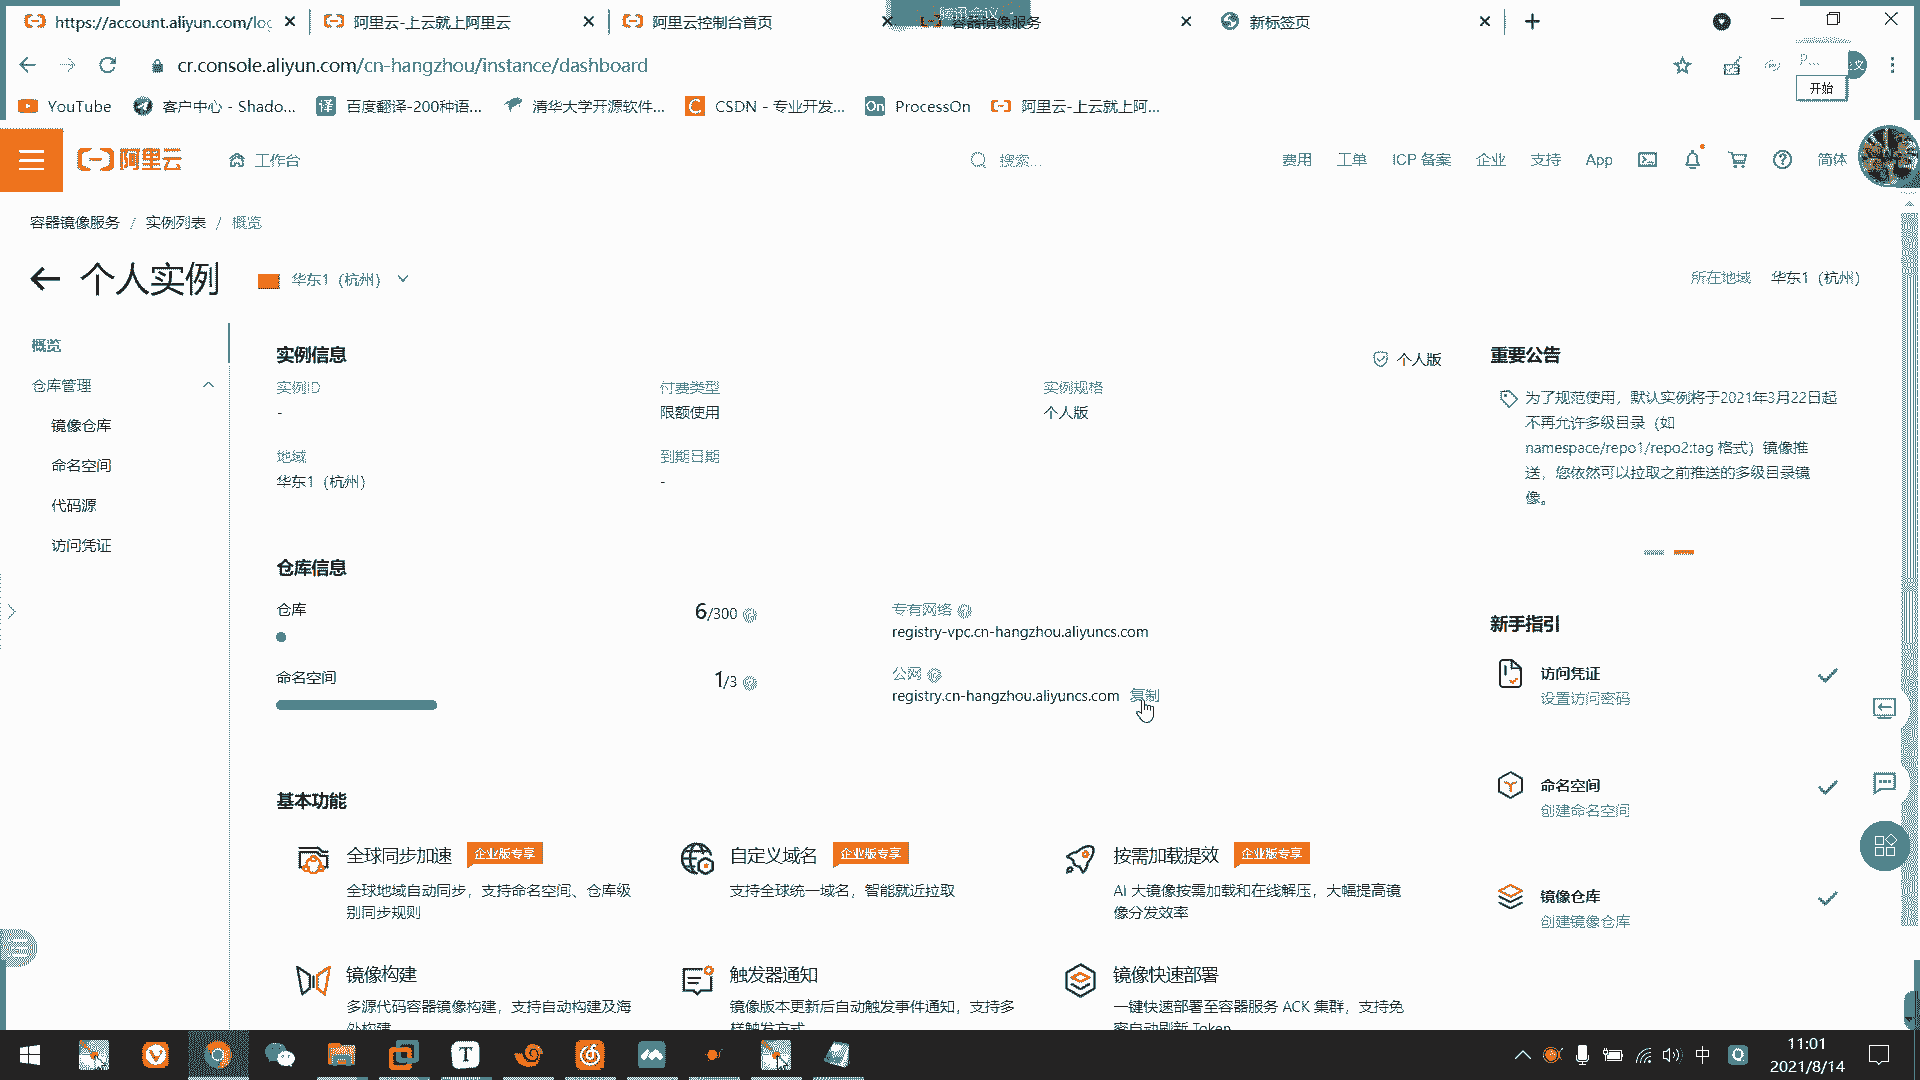 https://account.aliyun.com/log
阿里云-上云就上阿里云
阿里云控制台首页
腾讯会议
容器镜像服务
新标签页
cr.console.aliyun.com/cn-hangzhou/instance/dashboard
P...
开始
YouTube
客户中心 - Shado...
百度翻译-200种语...
清华大学开源软件...
CSDN - 专业开发...
ProcessOn
阿里云-上云就上阿...
阿里云
工作台
搜索...
费用
工单
ICP 备案
企业
支持
App
简体
容器镜像服务 / 实例列表 / 概览
个人实例
华东1（杭州）
所在地域 华东1（杭州）
概览
仓库管理
镜像仓库
命名空间
代码源
访问凭证
实例信息
个人版
实例ID
-
付费类型
限额使用
实例规格
个人版
地域
华东1（杭州）
到期日期
-
仓库信息
仓库
6/300
命名空间
1/3
专有网络
registry-vpc.cn-hangzhou.aliyuncs.com
公网
registry.cn-hangzhou.aliyuncs.com 复制
基本功能
全球同步加速 企业版专享
全球地域自动同步，支持命名空间、仓库级
别同步规则
自定义域名 企业版专享
支持全球统一域名，智能就近拉取
按需加载提效 企业版专享
AI 大镜像按需加载和在线解压，大幅提高镜
像分发效率
镜像构建
多源代码容器镜像构建，支持自动构建及海
外构建
触发器通知
镜像版本更新后自动触发事件通知，支持多
样触发方式
镜像快速部署
一键快速部署至容器服务 ACK 集群，支持免
密自动刷新 Token
重要公告
为了规范使用，默认实例将于2021年3月22日起
不再允许多级目录（如
namespace/repo1/repo2:tag 格式）镜像推
送，您依然可以拉取之前推送的多级目录镜
像。
新手指引
访问凭证
设置访问密码
命名空间
创建命名空间
镜像仓库
创建镜像仓库
中
11:01
2021/8/14